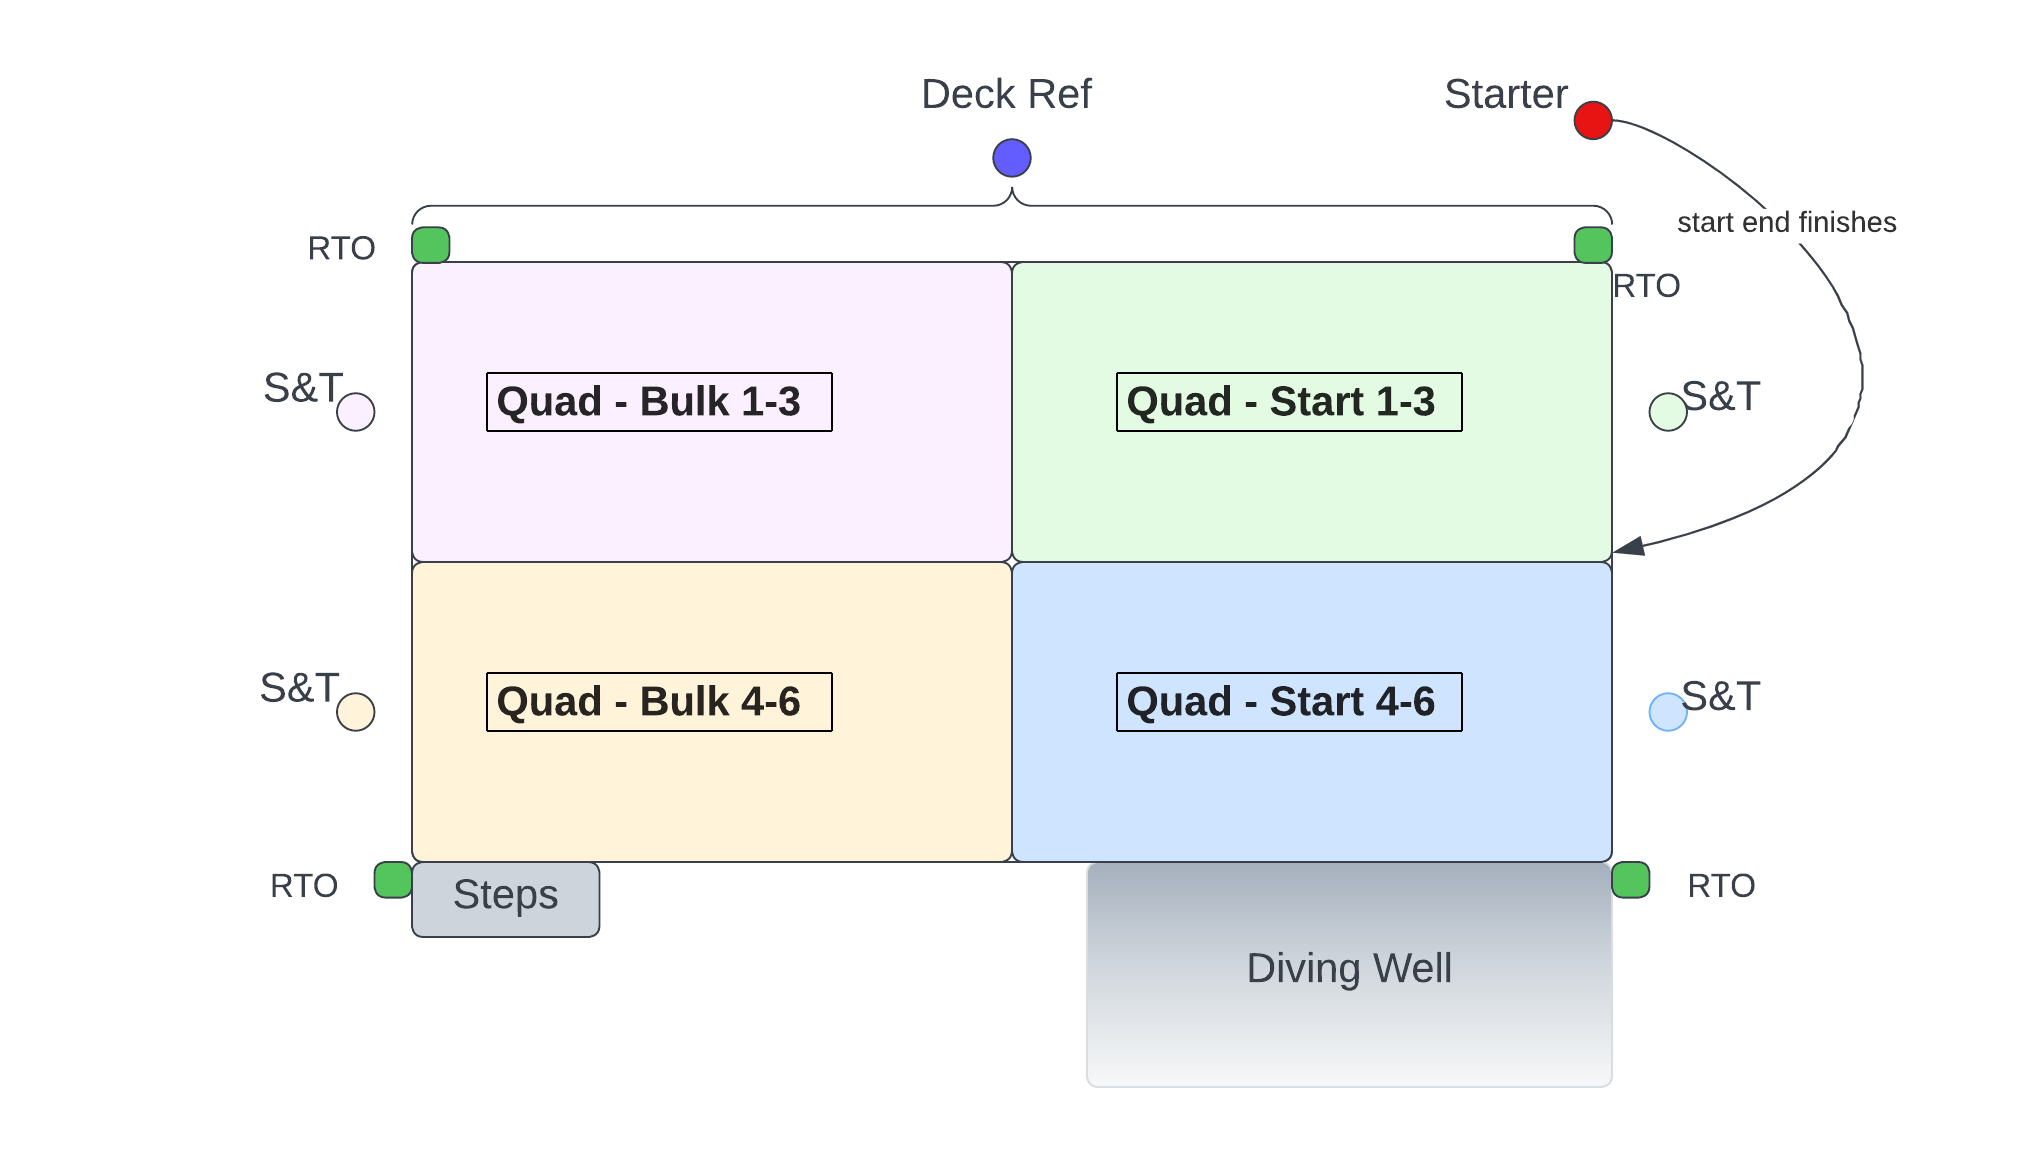 Deck Ref
Starter
start end finishes
RTO
RTO
S&T
Quad - Bulk 1-3
Quad - Start 1-3
S&T
S&T
Quad - Bulk 4-6
Quad - Start 4-6
S&T
RTO
Steps
RTO
Diving Well